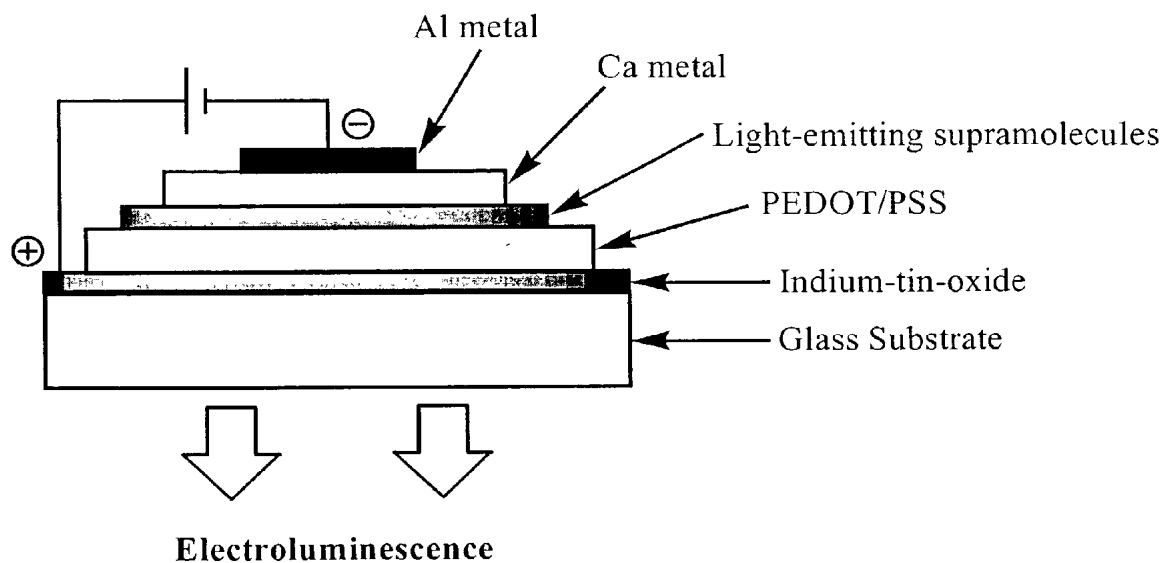 Al metal
Ca metal
⊖
Light-emitting supramolecules
PEDOT/PSS
⊕
Indium-tin-oxide
Glass Substrate
Electroluminescence